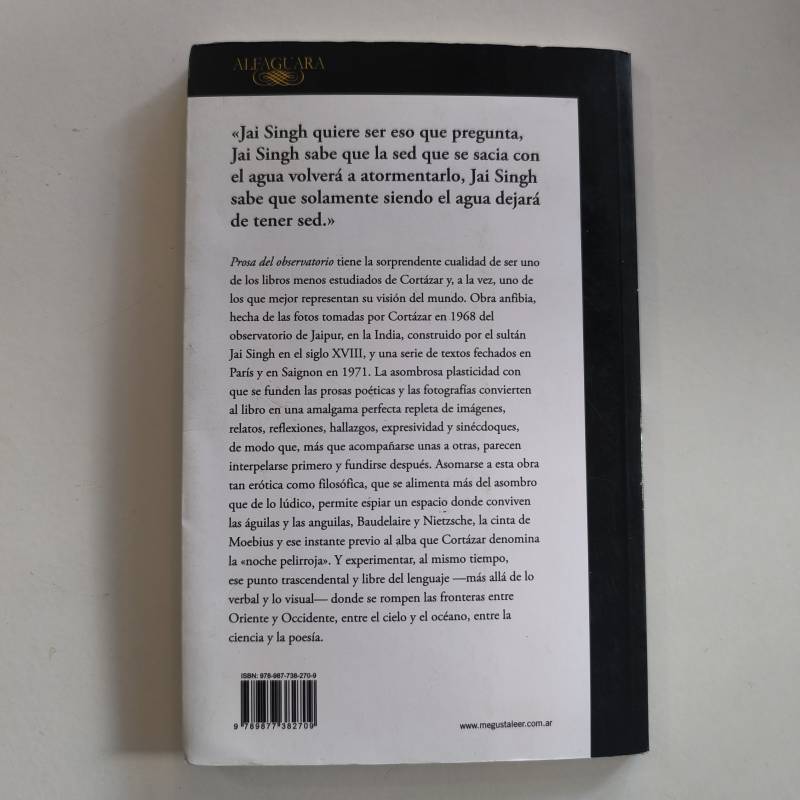 ALFAGUARA
«Jai Singh quiere ser eso que pregunta,
Jai Singh sabe que la sed que se sacia con
el agua volverá a atormentarlo, Jai Singh
sabe que solamente siendo el agua dejará
de tener sed.»
Prosa del observatorio tiene la sorprendente cualidad de ser uno
de los libros menos estudiados de Cortázar y, a la vez, uno de
los que mejor representan su visión del mundo. Obra anfibia,
hecha de las fotos tomadas por Cortázar en 1968 del
observatorio de Jaipur, en la India, construido por el sultán
Jai Singh en el siglo XVIII, y una serie de textos fechados en
París y en Saignon en 1971. La asombrosa plasticidad con
que se funden las prosas poéticas y las fotografías convierten
al libro en una amalgama perfecta repleta de imágenes,
relatos, reflexiones, hallazgos, expresividad y sinécdoques,
de modo que, más que acompañarse unas a otras, parecen
interpelarse primero y fundirse después. Asomarse a esta obra
tan erótica como filosófica, que se alimenta más del asombro
que de lo lúdico, permite espiar un espacio donde conviven
las águilas y las anguilas, Baudelaire y Nietzsche, la cinta de
Moebius y ese instante previo al alba que Cortázar denomina
la «noche pelirroja». Y experimentar, al mismo tiempo,
ese punto trascendental y libre del lenguaje —más allá de lo
verbal y lo visual— donde se rompen las fronteras entre
Oriente y Occidente, entre el cielo y el océano, entre la
ciencia y la poesía.
ISBN: 978-987-738-270-9
9 789877 382709
www.megustaleer.com.ar